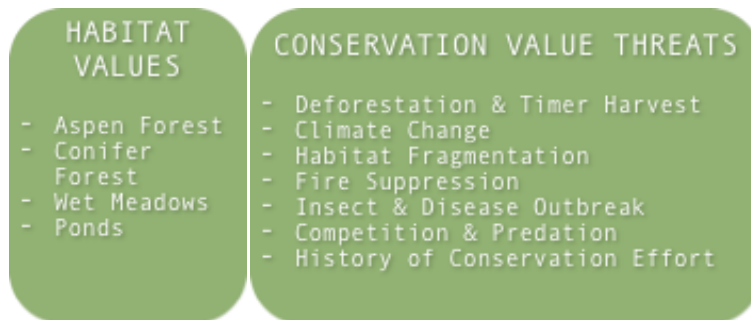 HABITAT
VALUES
- Aspen Forest
- Conifer
Forest
- Wet Meadows
- Ponds
CONSERVATION VALUE THREATS
- Deforestation & Timer Harvest
- Climate Change
- Habitat Fragmentation
- Fire Suppression
- Insect & Disease Outbreak
- Competition & Predation
- History of Conservation Effort